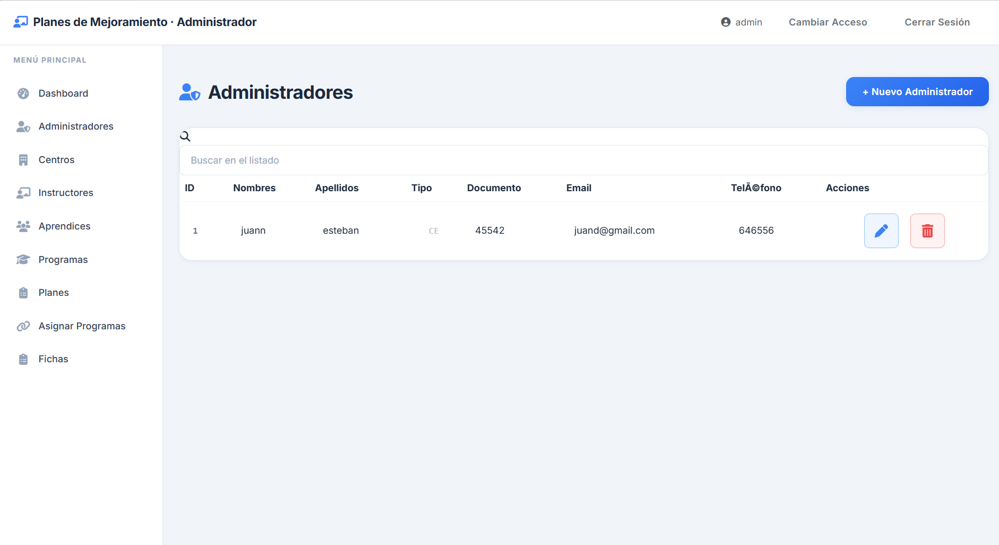 Planes de Mejoramiento · Administrador
admin
Cambiar Acceso
Cerrar Sesión
MENÚ PRINCIPAL
Dashboard
Administradores
Centros
Instructores
Aprendices
Programas
Planes
Asignar Programas
Fichas
Administradores
+ Nuevo Administrador
Buscar en el listado
ID Nombres Apellidos Tipo Documento Email TelÃ©fono Acciones
1 juann esteban CE 45542 juand@gmail.com 646556